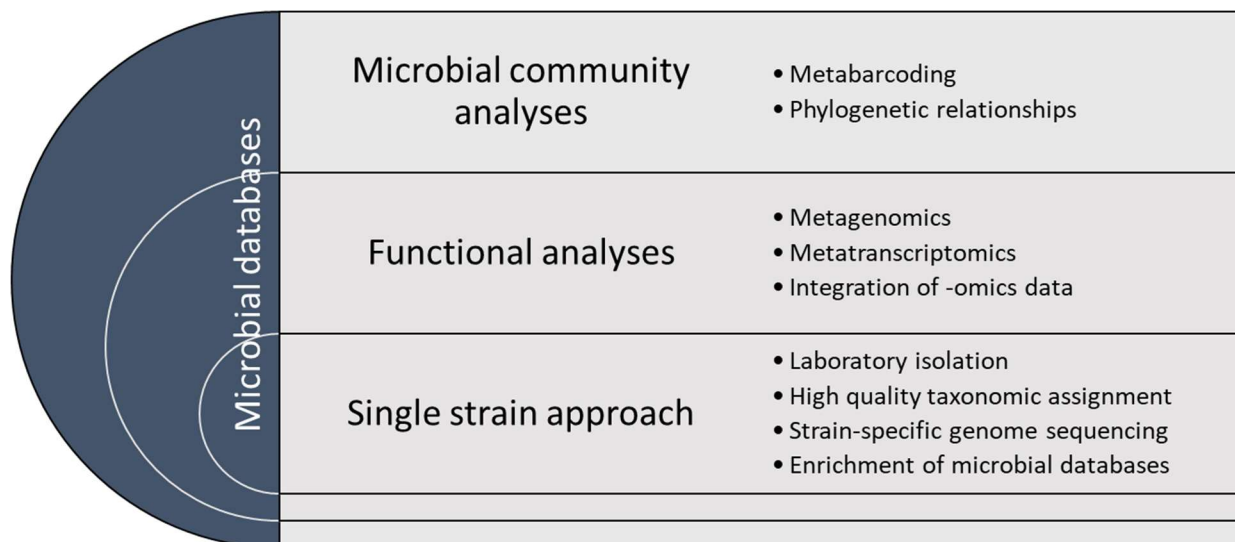 Microbial databases
Microbial community
analyses
• Metabarcoding
• Phylogenetic relationships
Functional analyses
• Metagenomics
• Metatranscriptomics
• Integration of -omics data
Single strain approach
• Laboratory isolation
• High quality taxonomic assignment
• Strain-specific genome sequencing
• Enrichment of microbial databases